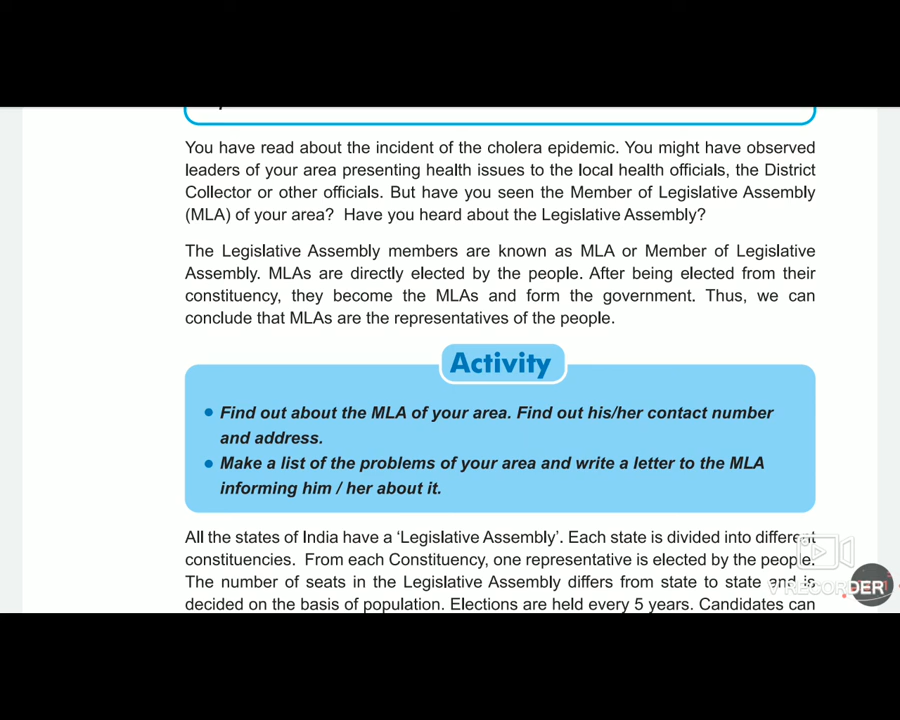 You have read about the incident of the cholera epidemic. You might have observed
leaders of your area presenting health issues to the local health officials, the District
Collector or other officials. But have you seen the Member of Legislative Assembly
(MLA) of your area? Have you heard about the Legislative Assembly?
The Legislative Assembly members are known as MLA or Member of Legislative
Assembly. MLAs are directly elected by the people. After being elected from their
constituency, they become the MLAs and form the government. Thus, we can
conclude that MLAs are the representatives of the people.
Activity
• Find out about the MLA of your area. Find out his/her contact number
and address.
• Make a list of the problems of your area and write a letter to the MLA
informing him / her about it.
All the states of India have a ‘Legislative Assembly’. Each state is divided into different
constituencies. From each Constituency, one representative is elected by the people.
The number of seats in the Legislative Assembly differs from state to state and is
decided on the basis of population. Elections are held every 5 years. Candidates can
V RECORDER